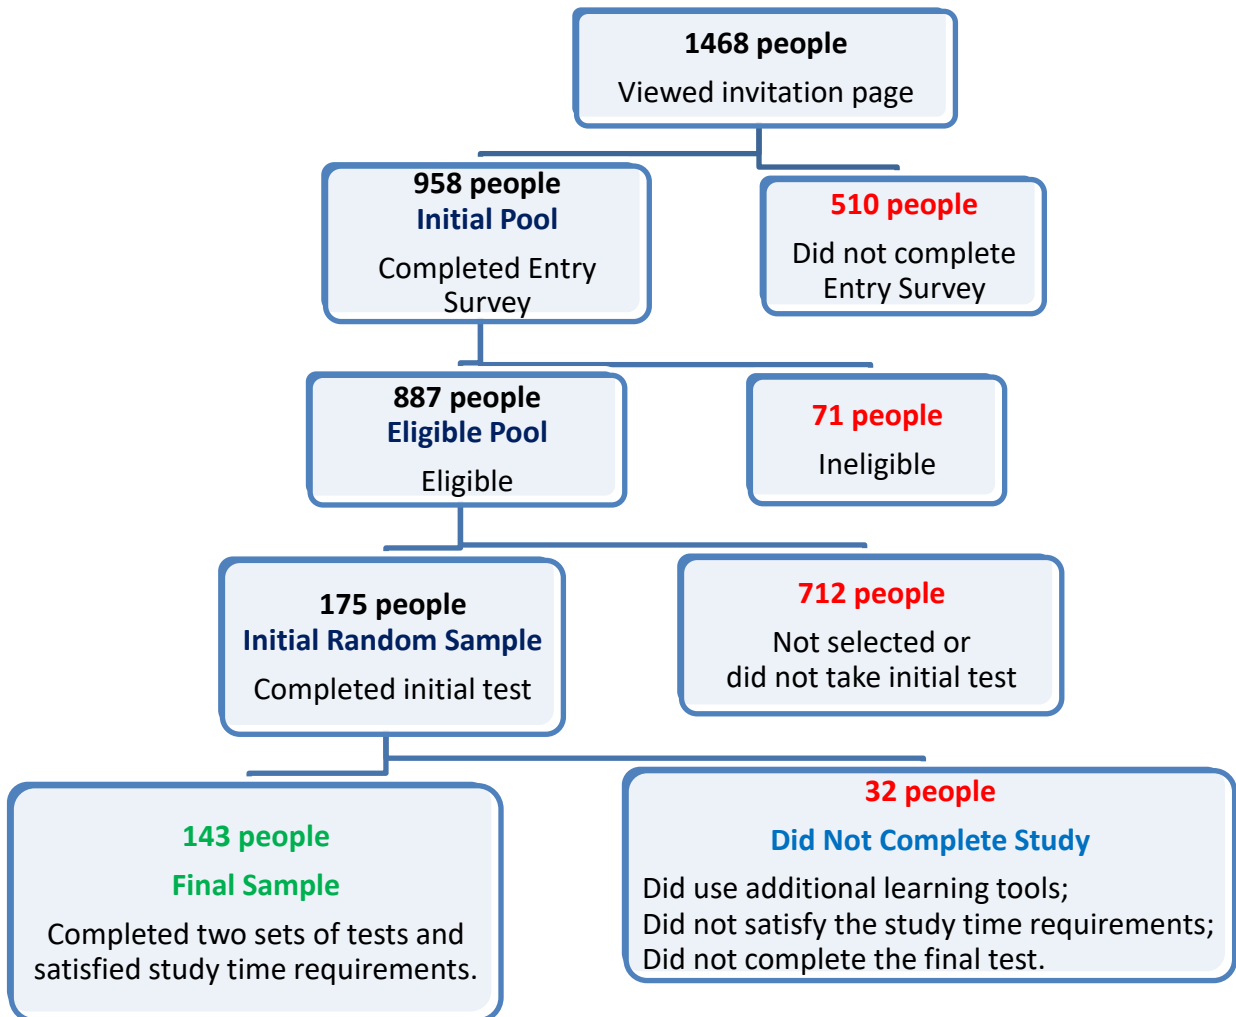 1468 people
Viewed invitation page
958 people
Initial Pool
Completed Entry
Survey
510 people
Did not complete
Entry Survey
887 people
Eligible Pool
Eligible
71 people
Ineligible
175 people
Initial Random Sample
Completed initial test
712 people
Not selected or
did not take initial test
143 people
Final Sample
Completed two sets of tests and
satisfied study time requirements.
32 people
Did Not Complete Study
Did use additional learning tools;
Did not satisfy the study time requirements;
Did not complete the final test.